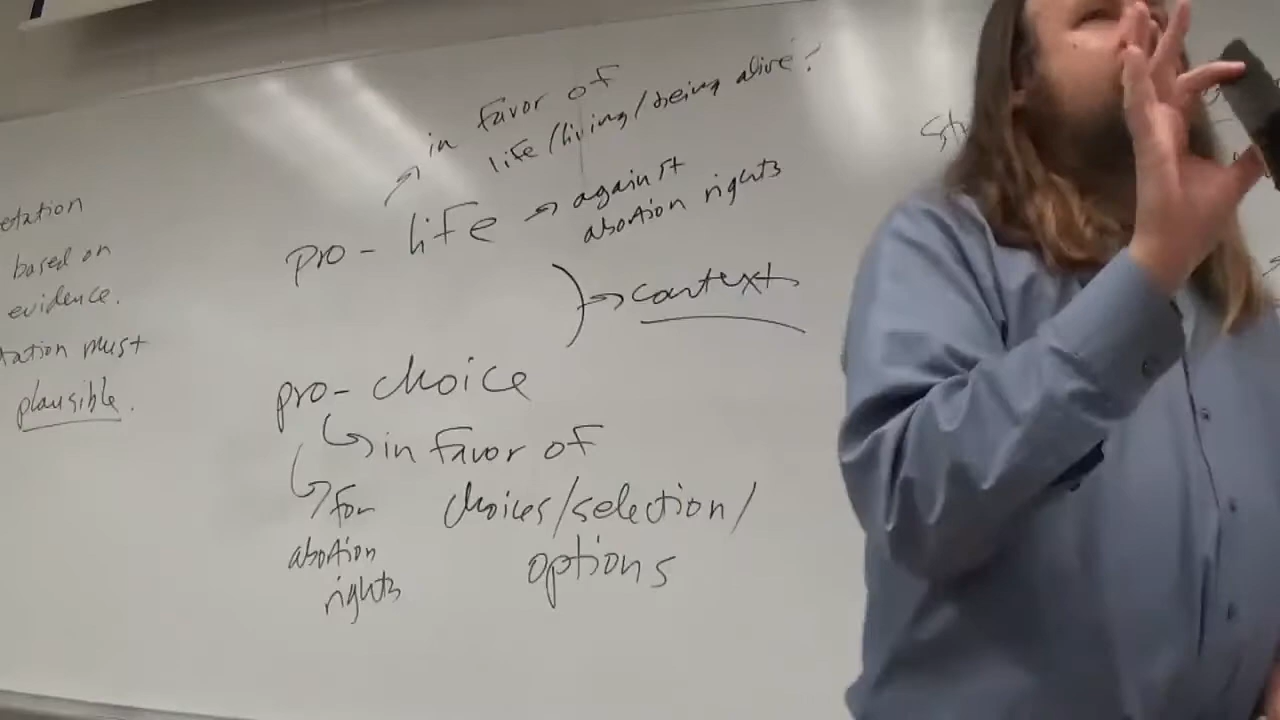 etation
based on
evidence.
tation must
plausible.
in favor of
life/living/being alive?
pro-life → against
abortion rights
→ context
pro-choice
in favor of
choices/selection/
options
for
abortion
rights